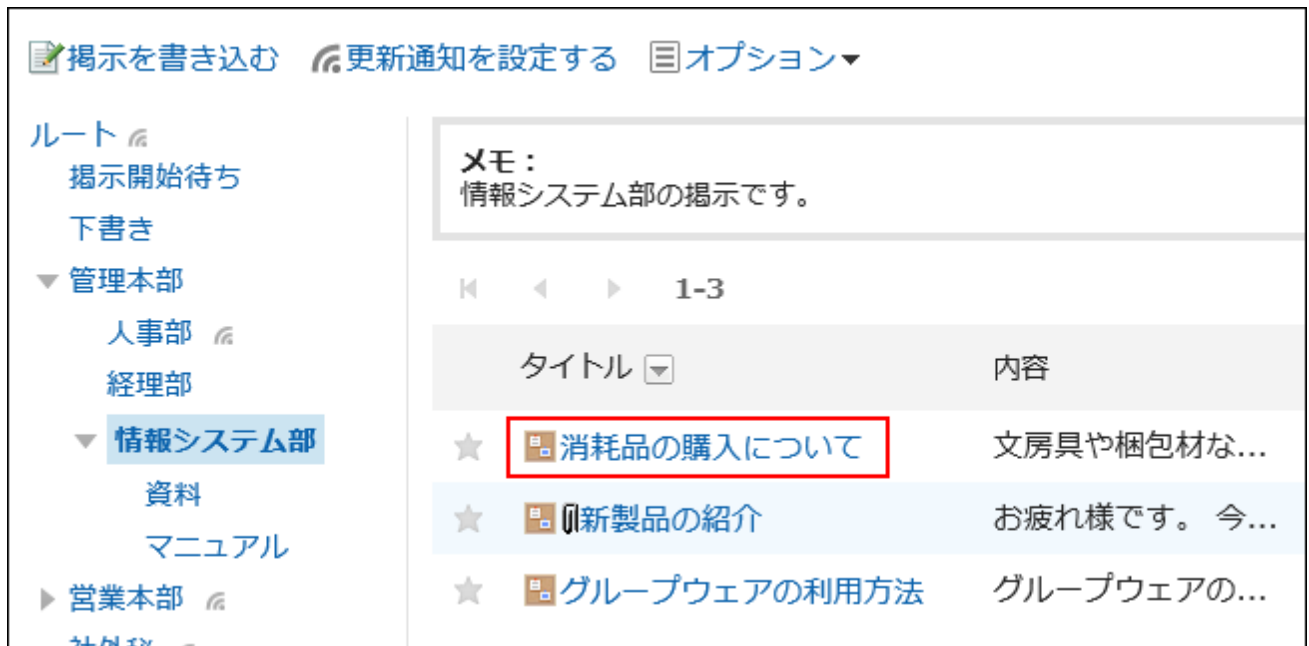 掲示を書き込む 更新通知を設定する オプション
ルート
掲示開始待ち
下書き
管理本部
人事部
経理部
情報システム部
資料
マニュアル
営業本部
メモ：
情報システム部の掲示です。
1-3
タイトル 内容
消耗品の購入について 文房具や梱包材な...
新製品の紹介 お疲れ様です。 今...
グループウェアの利用方法 グループウェアの...